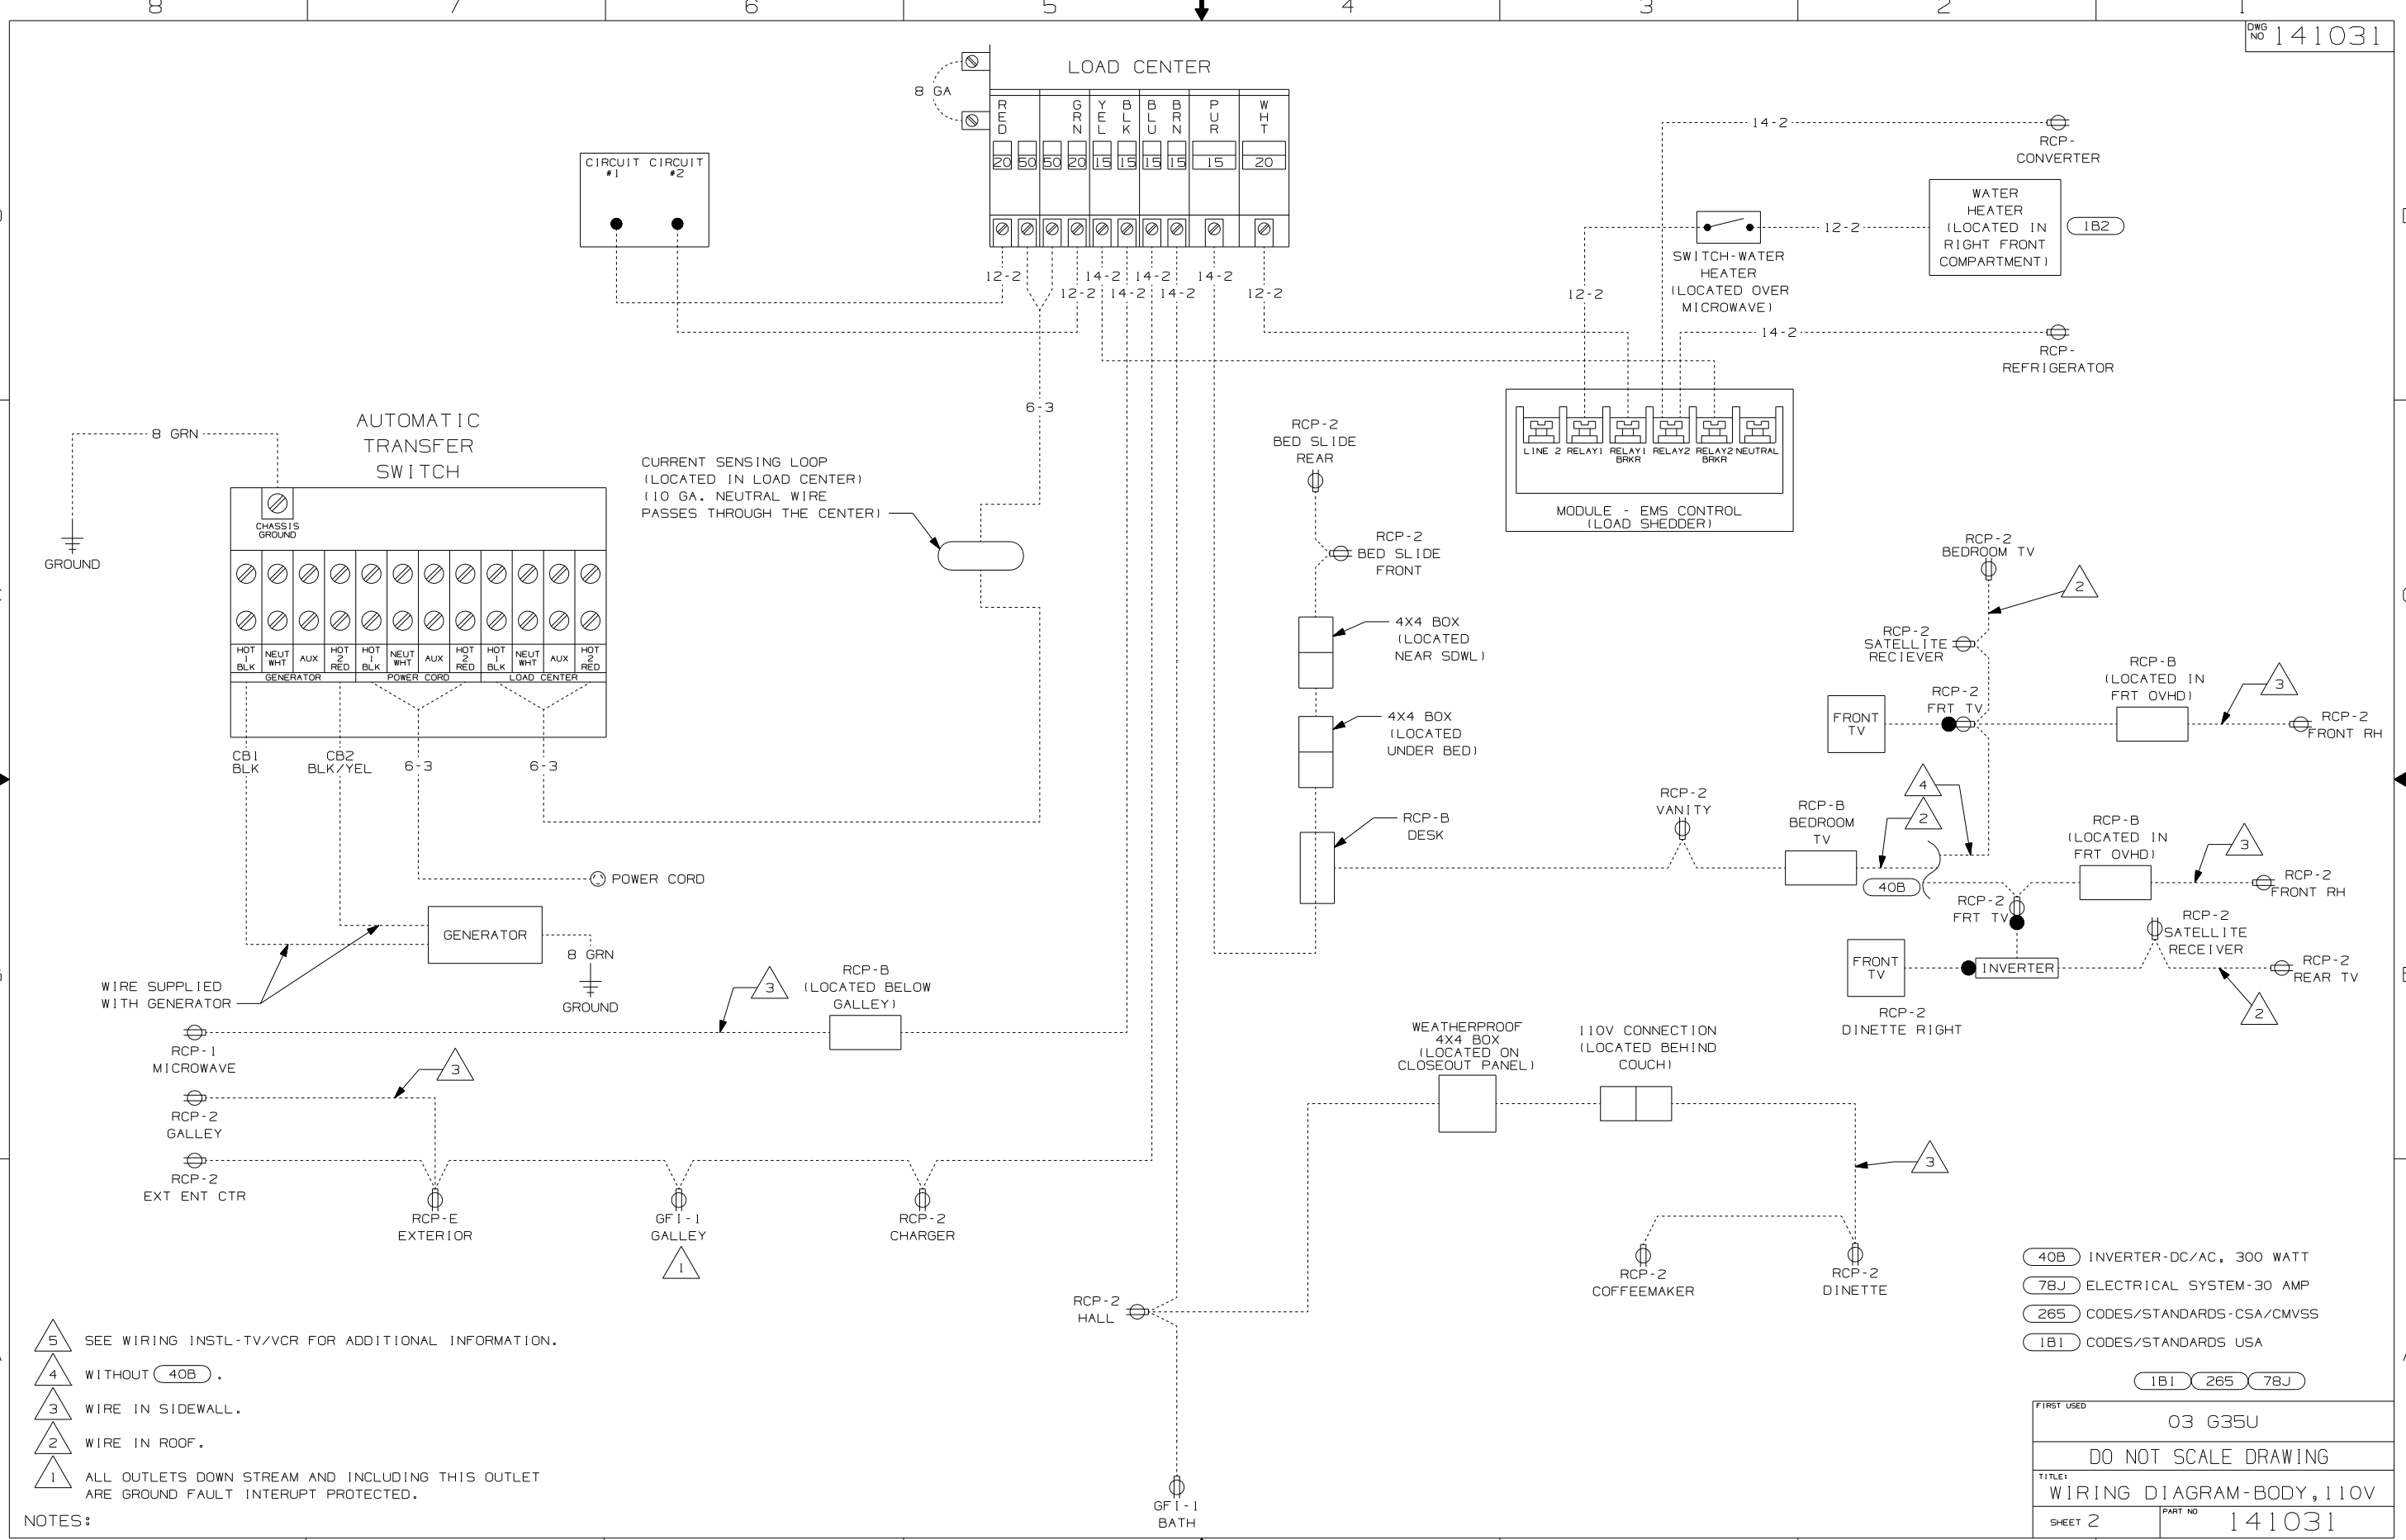 8 7 6 5 4 3 2 1
DWG NO 141031
LOAD CENTER
8 GA
RED GRN YEL BLK BLU BRN PUR WHT
20 50 50 20 15 15 15 15 15 20
CIRCUIT #1
CIRCUIT #2
12-2 14-2 14-2 14-2
12-2 14-2 14-2 12-2
6-3
14-2
RCP-
CONVERTER
WATER
HEATER
(LOCATED IN
RIGHT FRONT
COMPARTMENT)
1B2
12-2
SWITCH-WATER
HEATER
(LOCATED OVER
MICROWAVE)
12-2
14-2
RCP-
REFRIGERATOR
LINE 2 RELAY1 RELAY1 BRKR RELAY2 RELAY2 BRKR NEUTRAL
MODULE - EMS CONTROL
(LOAD SHEDDER)
AUTOMATIC
TRANSFER
SWITCH
8 GRN
GROUND
CHASSIS
GROUND
HOT 1 BLK NEUT WHT AUX HOT 2 RED HOT 1 BLK NEUT WHT AUX HOT 2 RED HOT 1 BLK NEUT WHT AUX HOT 2 RED
GENERATOR POWER CORD LOAD CENTER
CB1
BLK
CB2
BLK/YEL
6-3
6-3
CURRENT SENSING LOOP
(LOCATED IN LOAD CENTER)
(10 GA. NEUTRAL WIRE
PASSES THROUGH THE CENTER)
POWER CORD
GENERATOR
8 GRN
GROUND
WIRE SUPPLIED
WITH GENERATOR
RCP-2
BED SLIDE
REAR
RCP-2
BED SLIDE
FRONT
4X4 BOX
(LOCATED
NEAR SDWL)
4X4 BOX
(LOCATED
UNDER BED)
RCP-B
DESK
RCP-2
VANITY
RCP-B
BEDROOM
TV
RCP-2
BEDROOM TV
2
RCP-2
SATELLITE
RECIEVER
RCP-2
FRT TV
FRONT
TV
RCP-B
(LOCATED IN
FRT OVHD)
3
RCP-2
FRONT RH
4
2
40B
RCP-B
(LOCATED IN
FRT OVHD)
3
RCP-2
FRONT RH
RCP-2
FRT TV
RCP-2
SATELLITE
RECEIVER
FRONT
TV
INVERTER
RCP-2
REAR TV
2
RCP-2
DINETTE RIGHT
RCP-B
(LOCATED BELOW
GALLEY)
3
RCP-1
MICROWAVE
3
RCP-2
GALLEY
RCP-2
EXT ENT CTR
RCP-E
EXTERIOR
GFI-1
GALLEY
1
RCP-2
CHARGER
WEATHERPROOF
4X4 BOX
(LOCATED ON
CLOSEOUT PANEL)
110V CONNECTION
(LOCATED BEHIND
COUCH)
3
RCP-2
COFFEEMAKER
RCP-2
DINETTE
RCP-2
HALL
GFI-1
BATH
5 SEE WIRING INSTL-TV/VCR FOR ADDITIONAL INFORMATION.
4 WITHOUT 40B .
3 WIRE IN SIDEWALL.
2 WIRE IN ROOF.
1 ALL OUTLETS DOWN STREAM AND INCLUDING THIS OUTLET
ARE GROUND FAULT INTERUPT PROTECTED.
NOTES:
40B INVERTER-DC/AC, 300 WATT
78J ELECTRICAL SYSTEM-30 AMP
265 CODES/STANDARDS-CSA/CMVSS
1B1 CODES/STANDARDS USA
1B1 265 78J
FIRST USED
03 G35U
DO NOT SCALE DRAWING
TITLE:
WIRING DIAGRAM-BODY,110V
SHEET 2
PART NO 141031